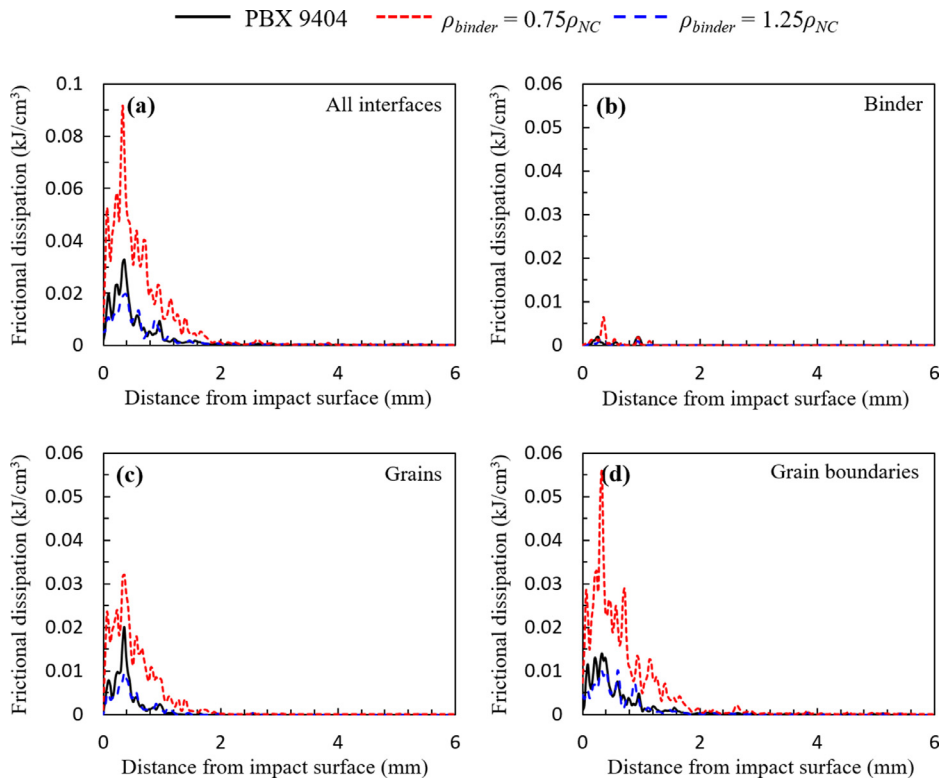 PBX 9404 ρbinder = 0.75ρNC ρbinder = 1.25ρNC
(a) All interfaces
Frictional dissipation (kJ/cm³)
0.1
0.08
0.06
0.04
0.02
0
0 2 4 6
Distance from impact surface (mm)
(b) Binder
Frictional dissipation (kJ/cm³)
0.06
0.05
0.04
0.03
0.02
0.01
0
0 2 4 6
Distance from impact surface (mm)
(c) Grains
Frictional dissipation (kJ/cm³)
0.06
0.05
0.04
0.03
0.02
0.01
0
0 2 4 6
Distance from impact surface (mm)
(d) Grain boundaries
Frictional dissipation (kJ/cm³)
0.06
0.05
0.04
0.03
0.02
0.01
0
0 2 4 6
Distance from impact surface (mm)